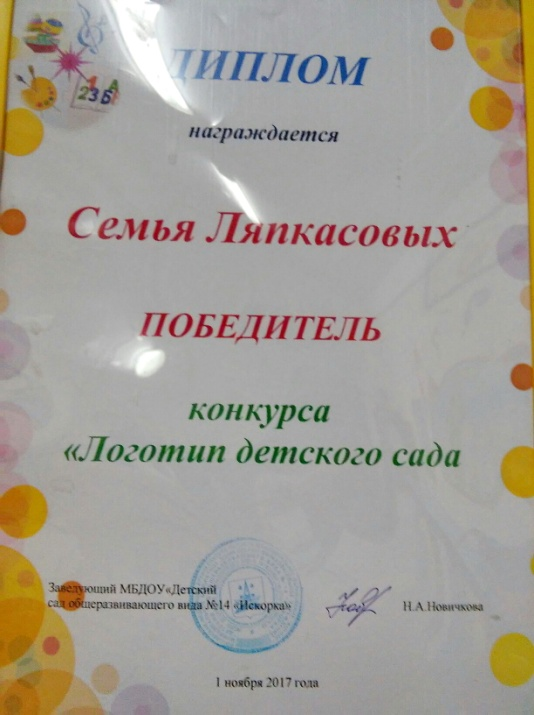 ДИПЛОМ
награждается
Семья Ляпкасовых
ПОБЕДИТЕЛЬ
конкурса
«Логотип детского сада
Заведующий МБДОУ«Детский
сад общеразвивающего вида №14 «Искорка»
Н.А.Новичкова
1 ноября 2017 года